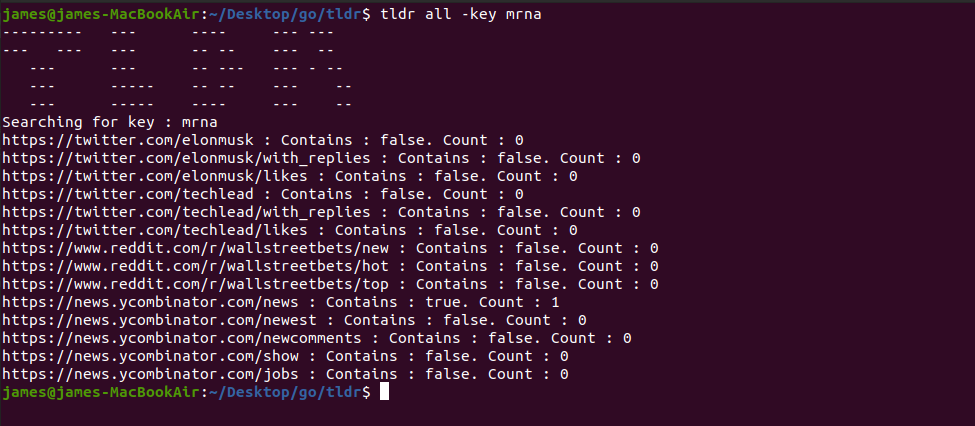 james@james-MacBookAir:~/Desktop/go/tldr$ tldr all -key mrna
---------   ---      ----     --- ---
---   ---   ---      -- --    ---  --
   ---      ---      -- ---   --- - --
   ---      -----    -- --    ---    --
   ---      -----    ----     ---    --
Searching for key : mrna
https://twitter.com/elonmusk : Contains : false. Count : 0
https://twitter.com/elonmusk/with_replies : Contains : false. Count : 0
https://twitter.com/elonmusk/likes : Contains : false. Count : 0
https://twitter.com/techlead : Contains : false. Count : 0
https://twitter.com/techlead/with_replies : Contains : false. Count : 0
https://twitter.com/techlead/likes : Contains : false. Count : 0
https://www.reddit.com/r/wallstreetbets/new : Contains : false. Count : 0
https://www.reddit.com/r/wallstreetbets/hot : Contains : false. Count : 0
https://www.reddit.com/r/wallstreetbets/top : Contains : false. Count : 0
https://news.ycombinator.com/news : Contains : true. Count : 1
https://news.ycombinator.com/newest : Contains : false. Count : 0
https://news.ycombinator.com/newcomments : Contains : false. Count : 0
https://news.ycombinator.com/show : Contains : false. Count : 0
https://news.ycombinator.com/jobs : Contains : false. Count : 0
james@james-MacBookAir:~/Desktop/go/tldr$